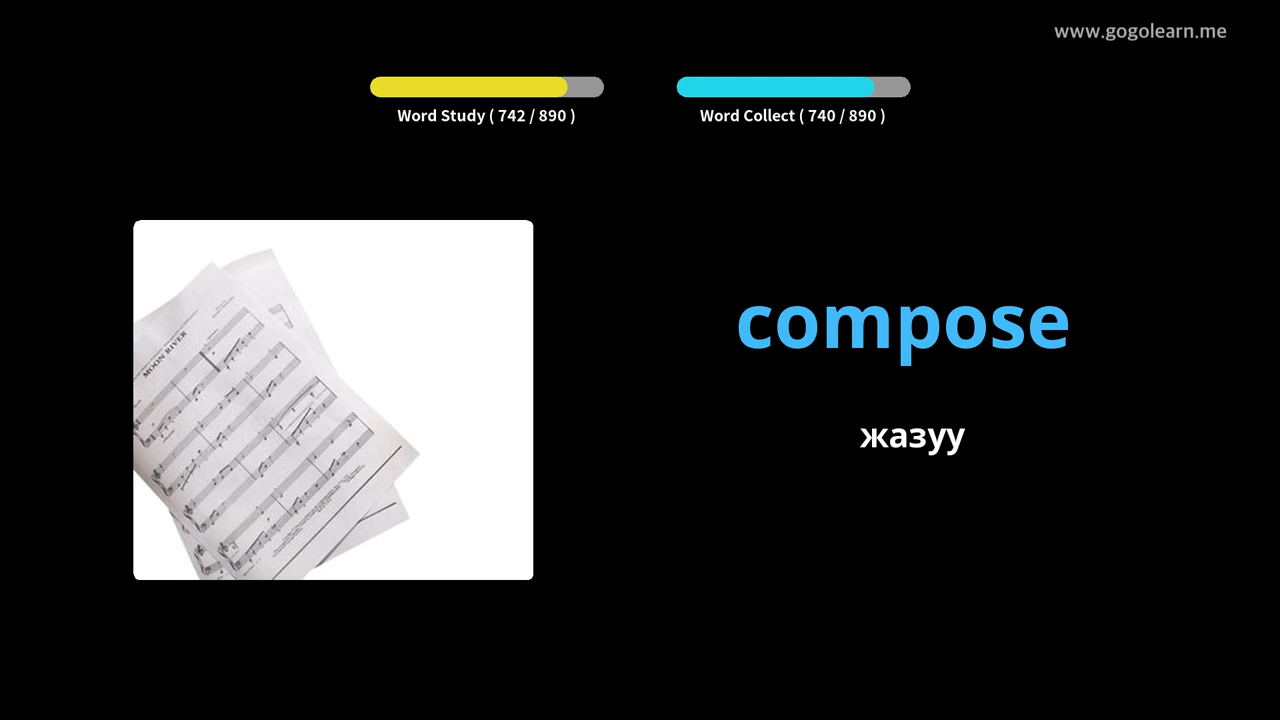 www.gogolearn.me
Word Study ( 742 / 890 )
Word Collect ( 740 / 890 )
MOON RIVER
compose
жазуу